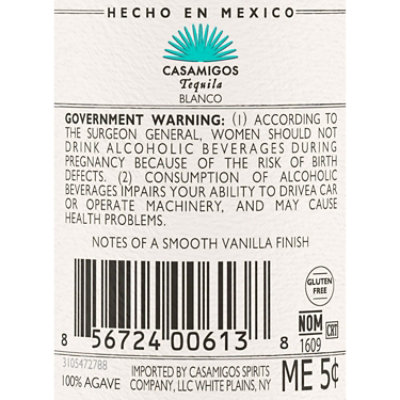 HECHO EN MEXICO
CASAMIGOS
Tequila
BLANCO
GOVERNMENT WARNING: (1) ACCORDING TO
THE SURGEON GENERAL, WOMEN SHOULD NOT
DRINK ALCOHOLIC BEVERAGES DURING
PREGNANCY BECAUSE OF THE RISK OF BIRTH
DEFECTS. (2) CONSUMPTION OF ALCOHOLIC
BEVERAGES IMPAIRS YOUR ABILITY TO DRIVE A CAR
OR OPERATE MACHINERY, AND MAY CAUSE
HEALTH PROBLEMS.
NOTES OF A SMOOTH VANILLA FINISH
GLUTEN
FREE
8 56724 00613 8
NOM CRT
1609
3105472788
100% AGAVE
IMPORTED BY CASAMIGOS SPIRITS
COMPANY, LLC WHITE PLAINS, NY
ME 5¢